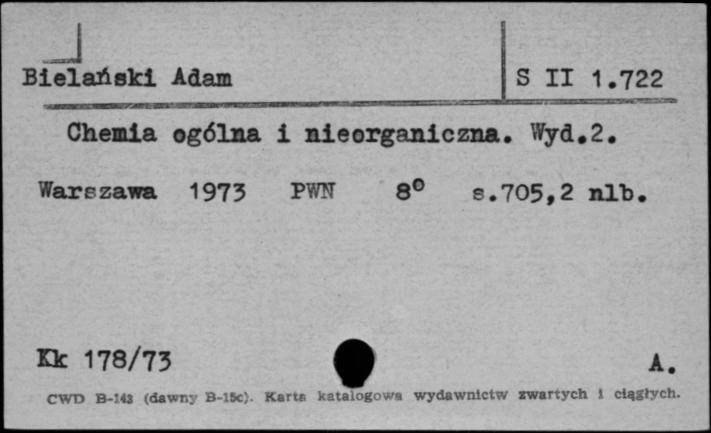 Bielański Adam
S II 1.722
Chemia ogólna i nieorganiczna. Wyd.2.
Warszawa 1973 PWN 8° s.705,2 nlb.
Kk 178/73
A.
CWD B-143 (dawny B-15c). Karta katalogowa wydawnictw zwartych i ciągłych.